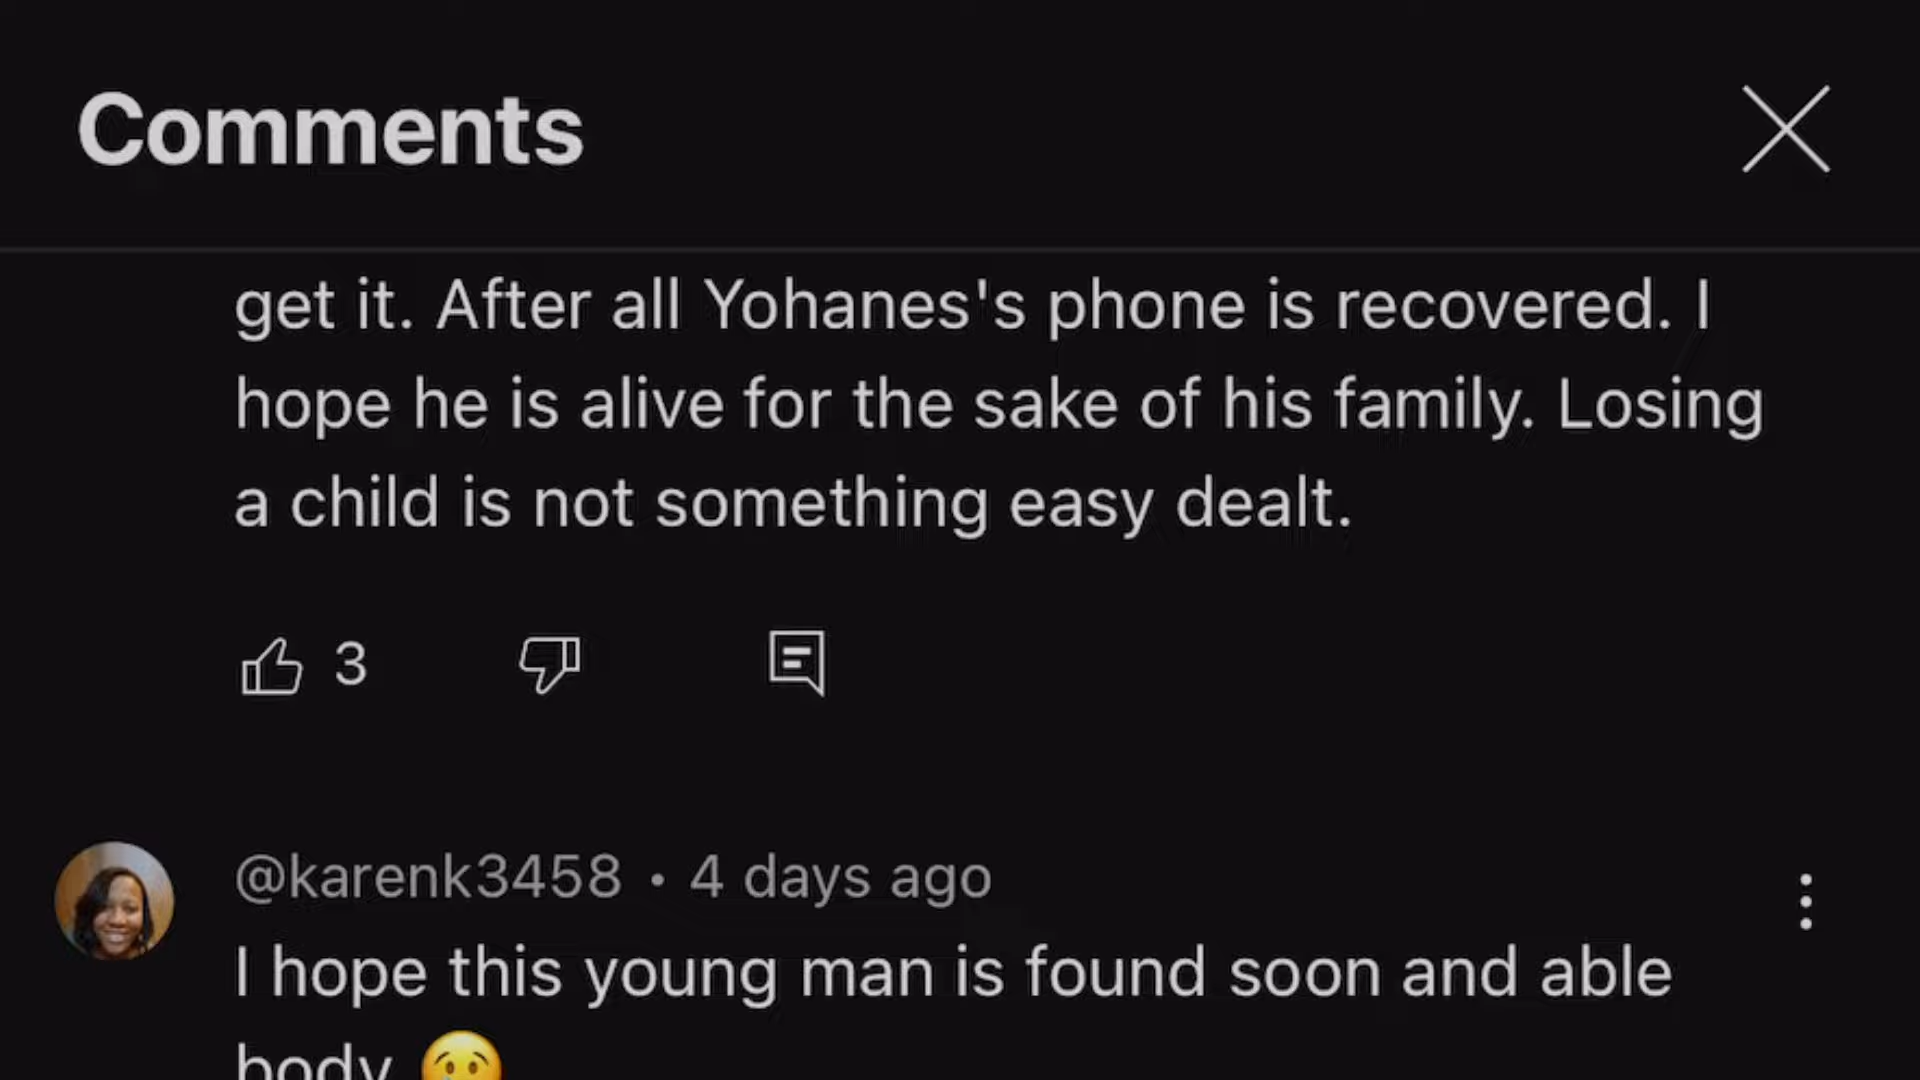 Comments
get it. After all Yohanes's phone is recovered. I
hope he is alive for the sake of his family. Losing
a child is not something easy dealt.
3
@karenk3458 • 4 days ago
I hope this young man is found soon and able
body 😢